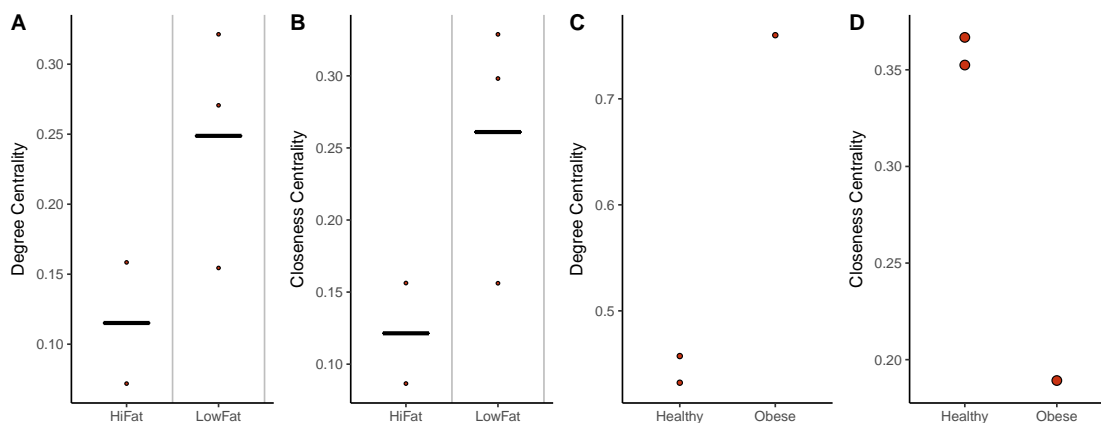 A
Degree Centrality
0.30
0.25
0.20
0.15
0.10
HiFat LowFat
B
Closeness Centrality
0.30
0.25
0.20
0.15
0.10
HiFat LowFat
C
Degree Centrality
0.7
0.6
0.5
Healthy Obese
D
Closeness Centrality
0.35
0.30
0.25
0.20
Healthy Obese